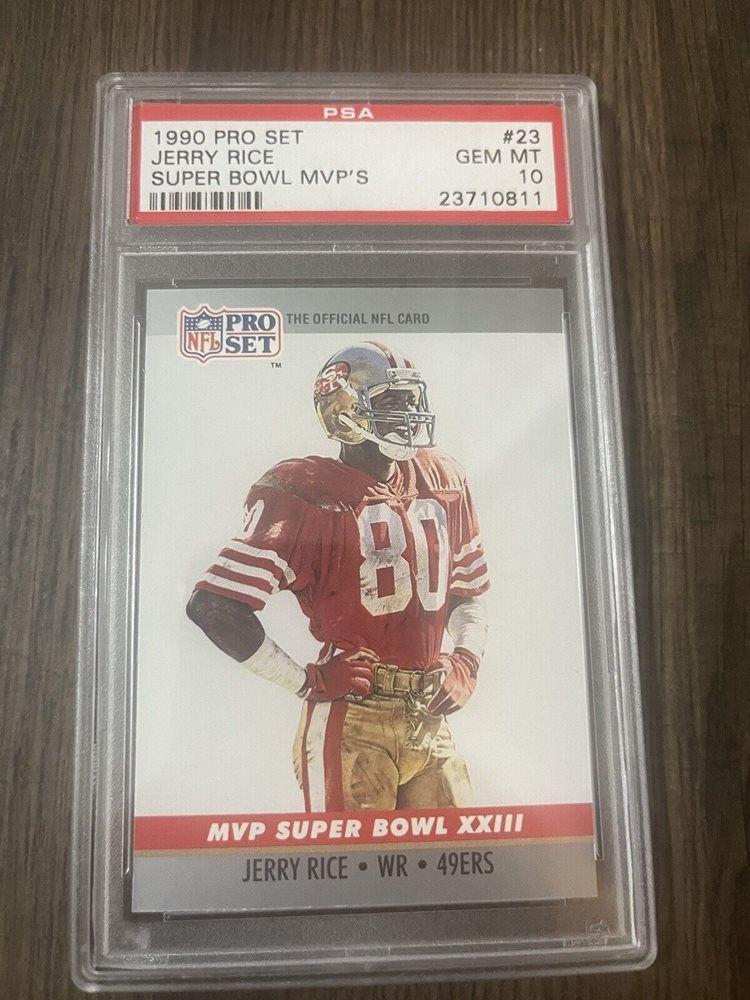 PSA
1990 PRO SET #23
JERRY RICE GEM MT
SUPER BOWL MVP'S 10
23710811
NFL PRO SET THE OFFICIAL NFL CARD
TM
80
MVP SUPER BOWL XXIII
JERRY RICE • WR • 49ERS